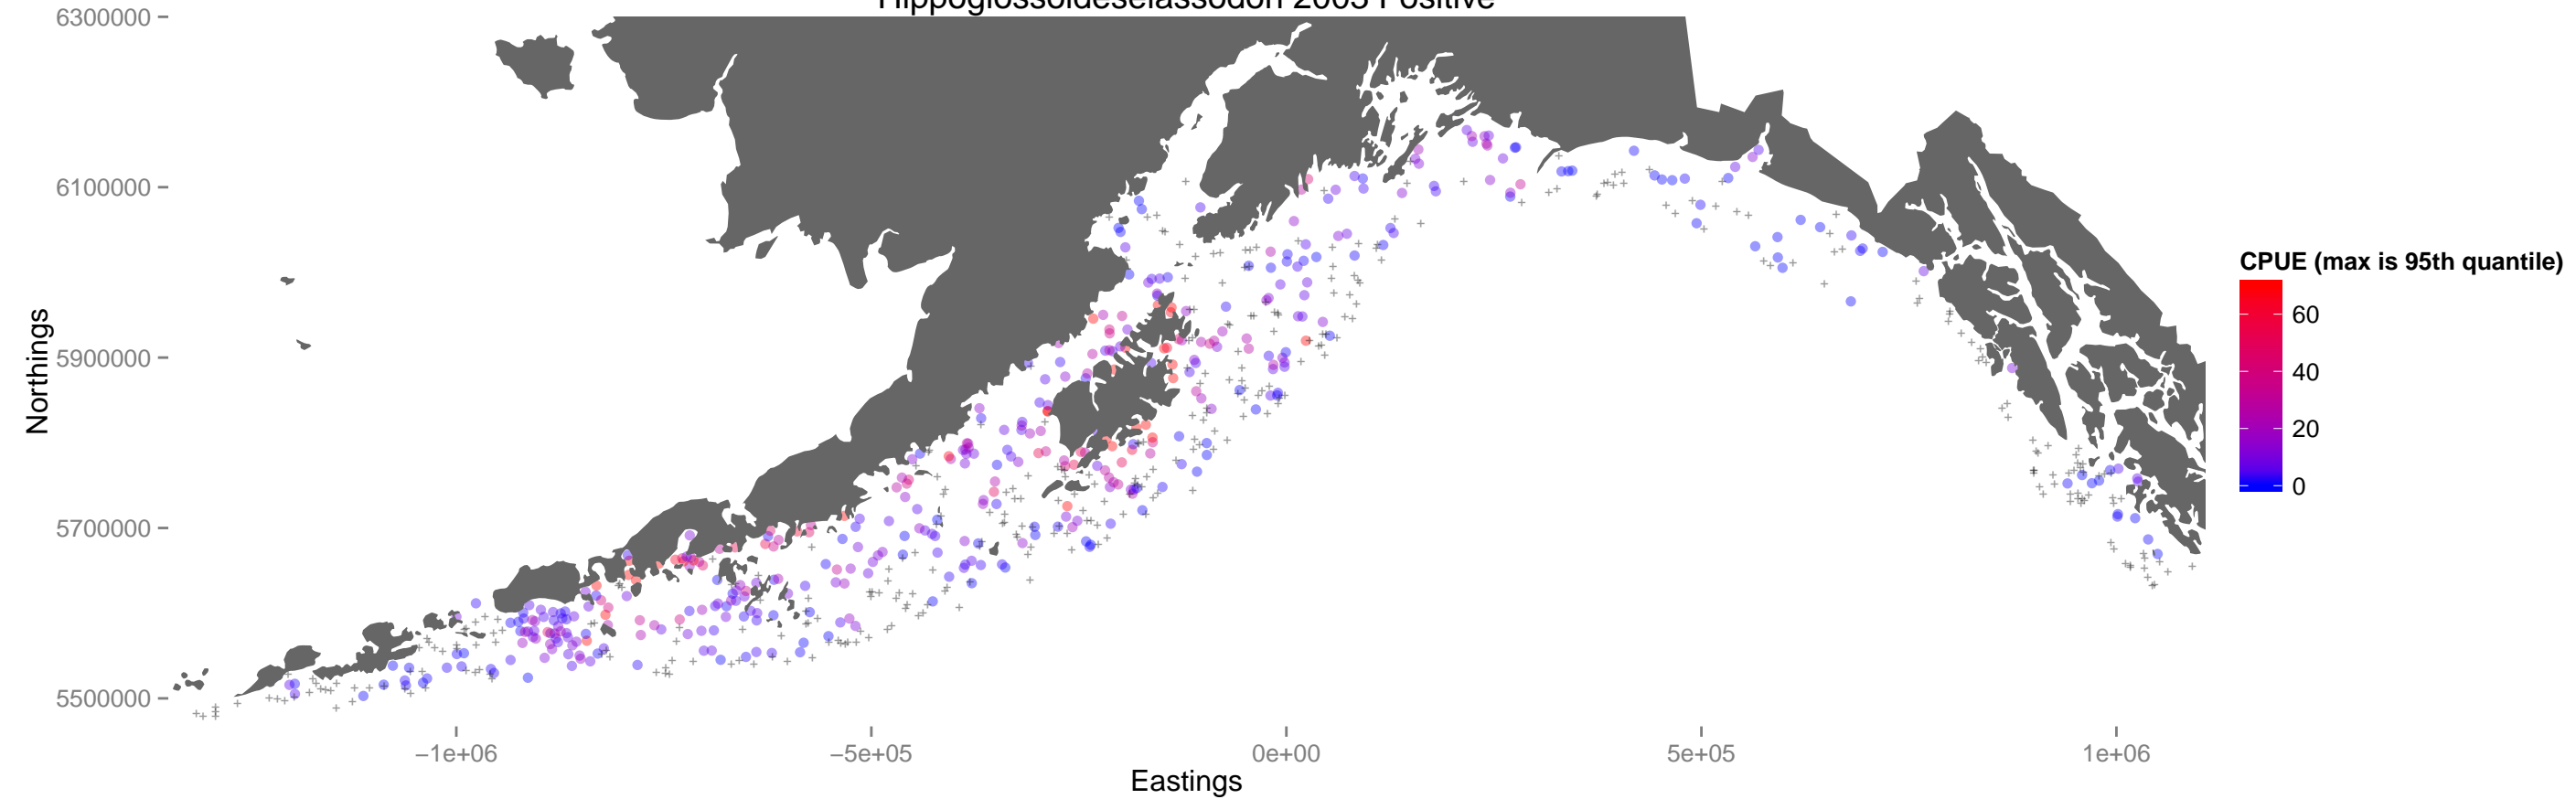 Hippoglossoideselassodon 2003 Positive
6300000
6100000
5900000
5700000
5500000
Northings
−1e+06
−5e+05
0e+00
5e+05
1e+06
Eastings
CPUE (max is 95th quantile)
60
40
20
0